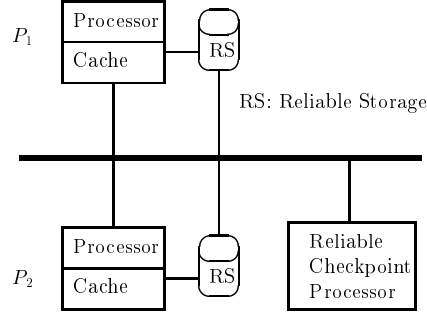 P1
Processor
Cache
RS
RS: Reliable Storage
P2
Processor
Cache
RS
Reliable
Checkpoint
Processor